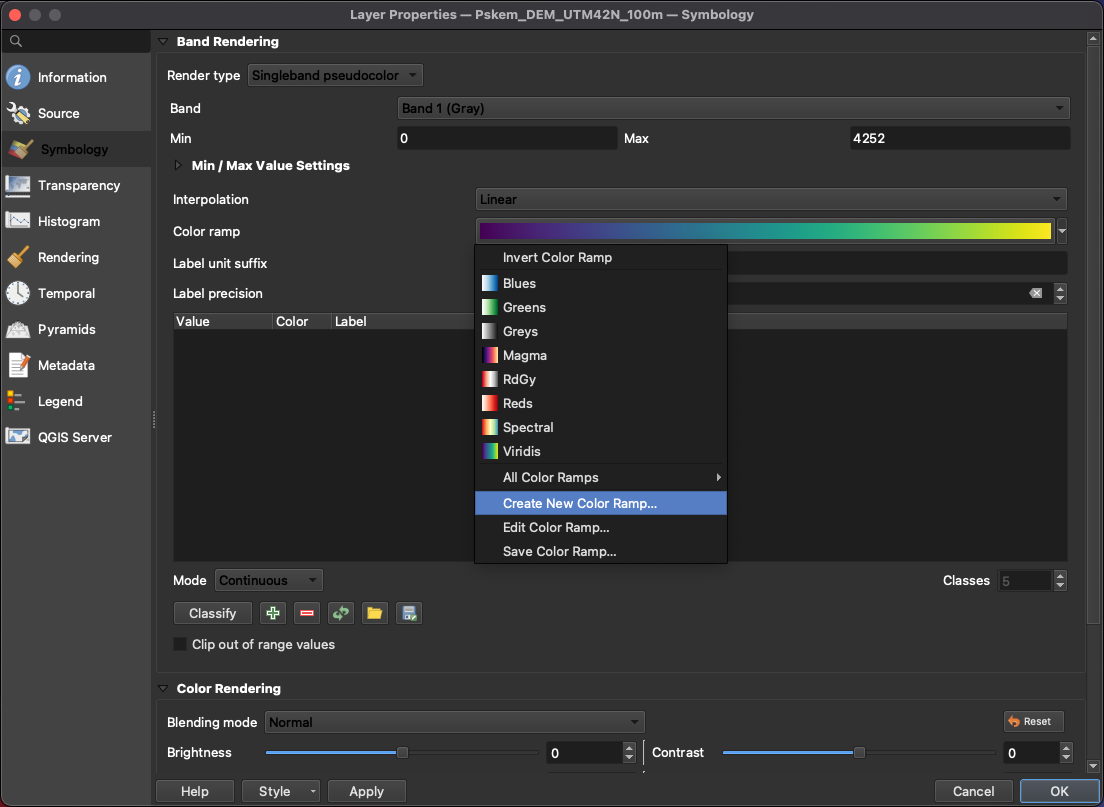 Layer Properties — Pskem_DEM_UTM42N_100m — Symbology
Information
Source
Symbology
Transparency
Histogram
Rendering
Temporal
Pyramids
Metadata
Legend
QGIS Server
Band Rendering
Render type Singleband pseudocolor
Band Band 1 (Gray)
Min 0 Max 4252
Min / Max Value Settings
Interpolation Linear
Color ramp
Label unit suffix
Label precision
Value Color Label
Invert Color Ramp
Blues
Greens
Greys
Magma
RdGy
Reds
Spectral
Viridis
All Color Ramps
Create New Color Ramp...
Edit Color Ramp...
Save Color Ramp...
Mode Continuous Classes 5
Classify
Clip out of range values
Color Rendering
Blending mode Normal Reset
Brightness 0 Contrast 0
Help Style Apply Cancel OK